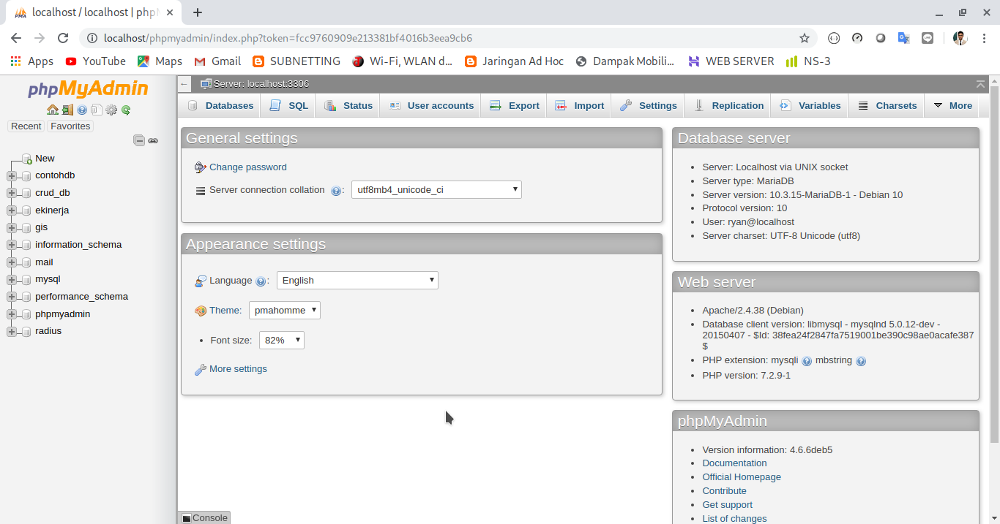 localhost / localhost | phpM
localhost/phpmyadmin/index.php?token=fcc9760909e213381bf4016b3eea9cb6
Apps YouTube Maps Gmail SUBNETTING Wi-Fi, WLAN d... Jaringan Ad Hoc Dampak Mobili... WEB SERVER NS-3
phpMyAdmin
Recent Favorites
New
contohdb
crud_db
ekinerja
gis
information_schema
mail
mysql
performance_schema
phpmyadmin
radius
Server: localhost:3306
Databases SQL Status User accounts Export Import Settings Replication Variables Charsets More
General settings
Change password
Server connection collation : utf8mb4_unicode_ci
Appearance settings
Language : English
Theme: pmahomme
Font size: 82%
More settings
Database server
Server: Localhost via UNIX socket
Server type: MariaDB
Server version: 10.3.15-MariaDB-1 - Debian 10
Protocol version: 10
User: ryan@localhost
Server charset: UTF-8 Unicode (utf8)
Web server
Apache/2.4.38 (Debian)
Database client version: libmysql - mysqlnd 5.0.12-dev -
20150407 - $Id: 38fea24f2847fa7519001be390c98ae0acafe387
$
PHP extension: mysqli mbstring
PHP version: 7.2.9-1
phpMyAdmin
Version information: 4.6.6deb5
Documentation
Official Homepage
Contribute
Get support
List of changes
Console